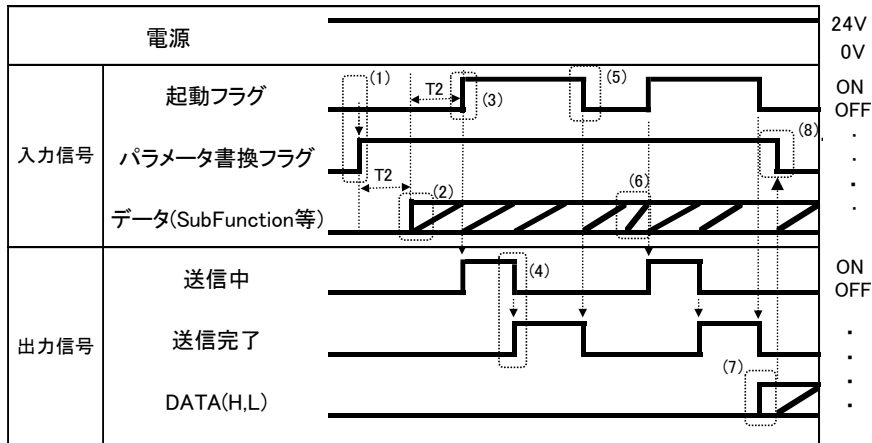 電源
24V
0V
入力信号
起動フラグ
(1)
T2
(3)
(5)
ON
OFF
パラメータ書換フラグ
T2
(8)
データ(SubFunction等)
(2)
(6)
出力信号
送信中
(4)
ON
OFF
送信完了
(7)
DATA(H,L)